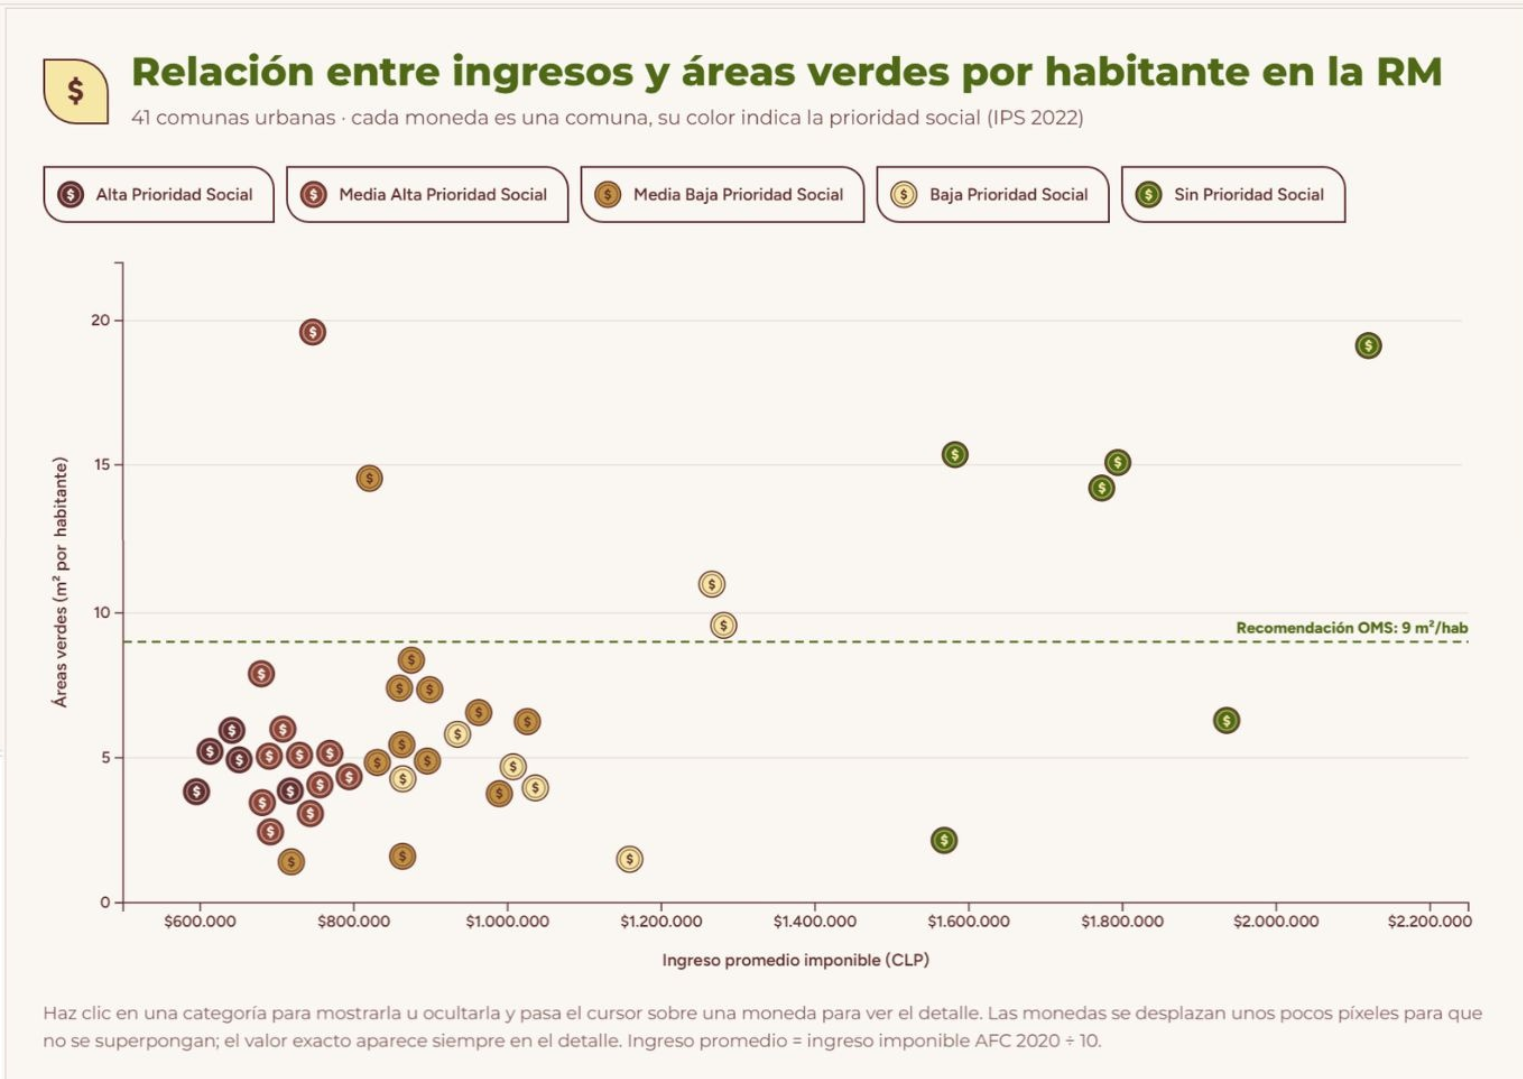 $
Relación entre ingresos y áreas verdes por habitante en la RM
41 comunas urbanas · cada moneda es una comuna, su color indica la prioridad social (IPS 2022)
$ Alta Prioridad Social
$ Media Alta Prioridad Social
$ Media Baja Prioridad Social
$ Baja Prioridad Social
$ Sin Prioridad Social
Áreas verdes (m² por habitante)
20
15
10
5
0
Recomendación OMS: 9 m²/hab
$600.000
$800.000
$1.000.000
$1.200.000
$1.400.000
$1.600.000
$1.800.000
$2.000.000
$2.200.000
Ingreso promedio imponible (CLP)
Haz clic en una categoría para mostrarla u ocultarla y pasa el cursor sobre una moneda para ver el detalle. Las monedas se desplazan unos pocos píxeles para que
no se superpongan; el valor exacto aparece siempre en el detalle. Ingreso promedio = ingreso imponible AFC 2020 ÷ 10.